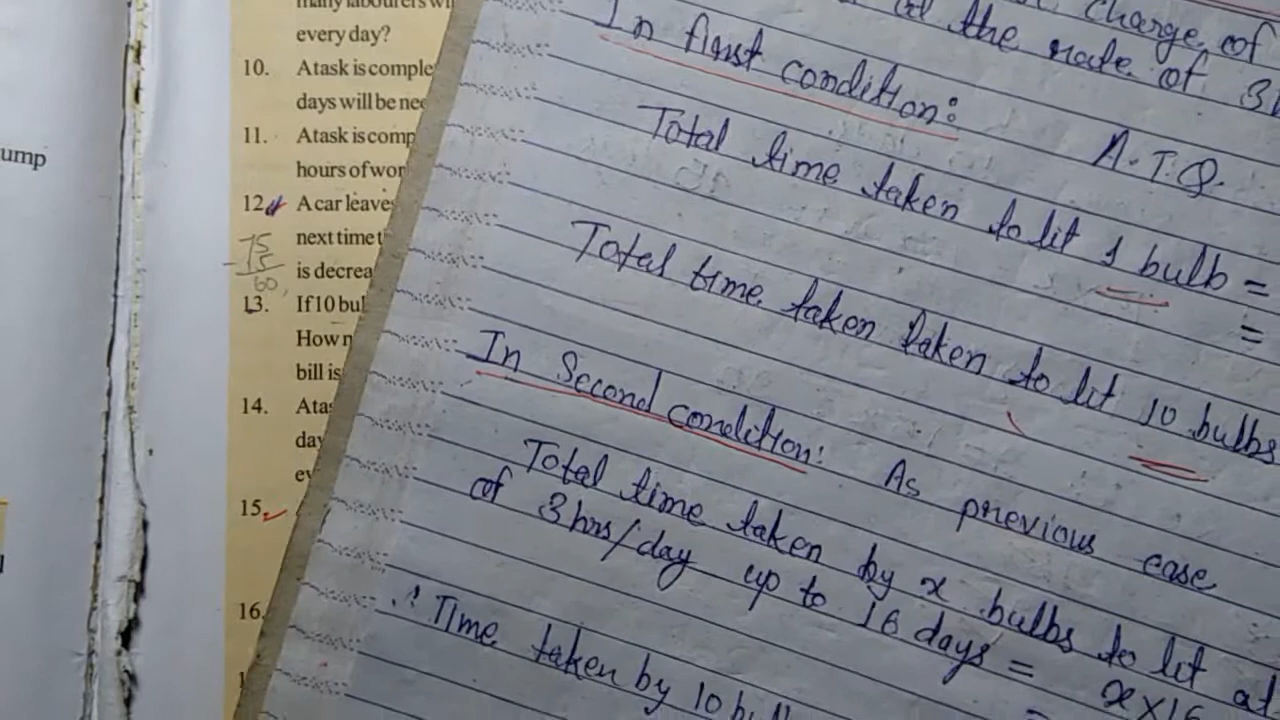 ump
many labourers wi
every day?
10. A task is comple
days will be nee
11. A task is comp
hours of wor
12. A car leave
next time t
is decrea
75
- 15
60
13. If 10 bul
How n
bill is
14. A tas
day
ev
15.
16.
charge of
the rate of 3
In first condition:
A.T.Q.
Total time taken to lit 1 bulb =
=
Total time taken taken to lit 10 bulbs
In Second condition: As previous case
Total time taken by x bulbs to lit at
of 3 hrs/day up to 16 days = x×16
=
∴ Time taken by 10 bul